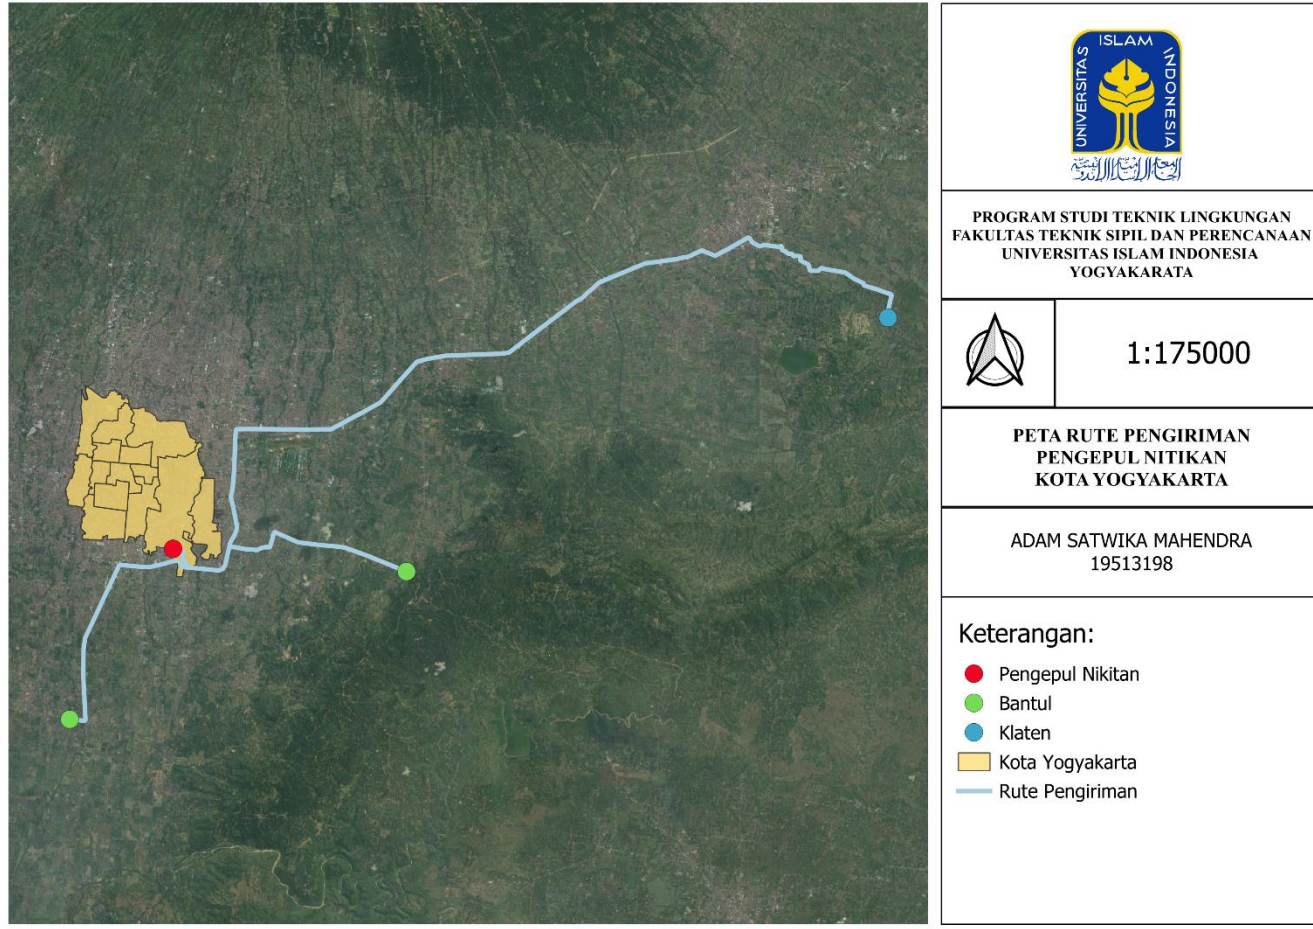 UNIVERSITAS ISLAM INDONESIA
PROGRAM STUDI TEKNIK LINGKUNGAN
FAKULTAS TEKNIK SIPIL DAN PERENCANAAN
UNIVERSITAS ISLAM INDONESIA
YOGYAKARATA
1:175000
PETA RUTE PENGIRIMAN
PENGEPUL NITIKAN
KOTA YOGYAKARTA
ADAM SATWIKA MAHENDRA
19513198
Keterangan:
Pengepul Nikitan
Bantul
Klaten
Kota Yogyakarta
Rute Pengiriman